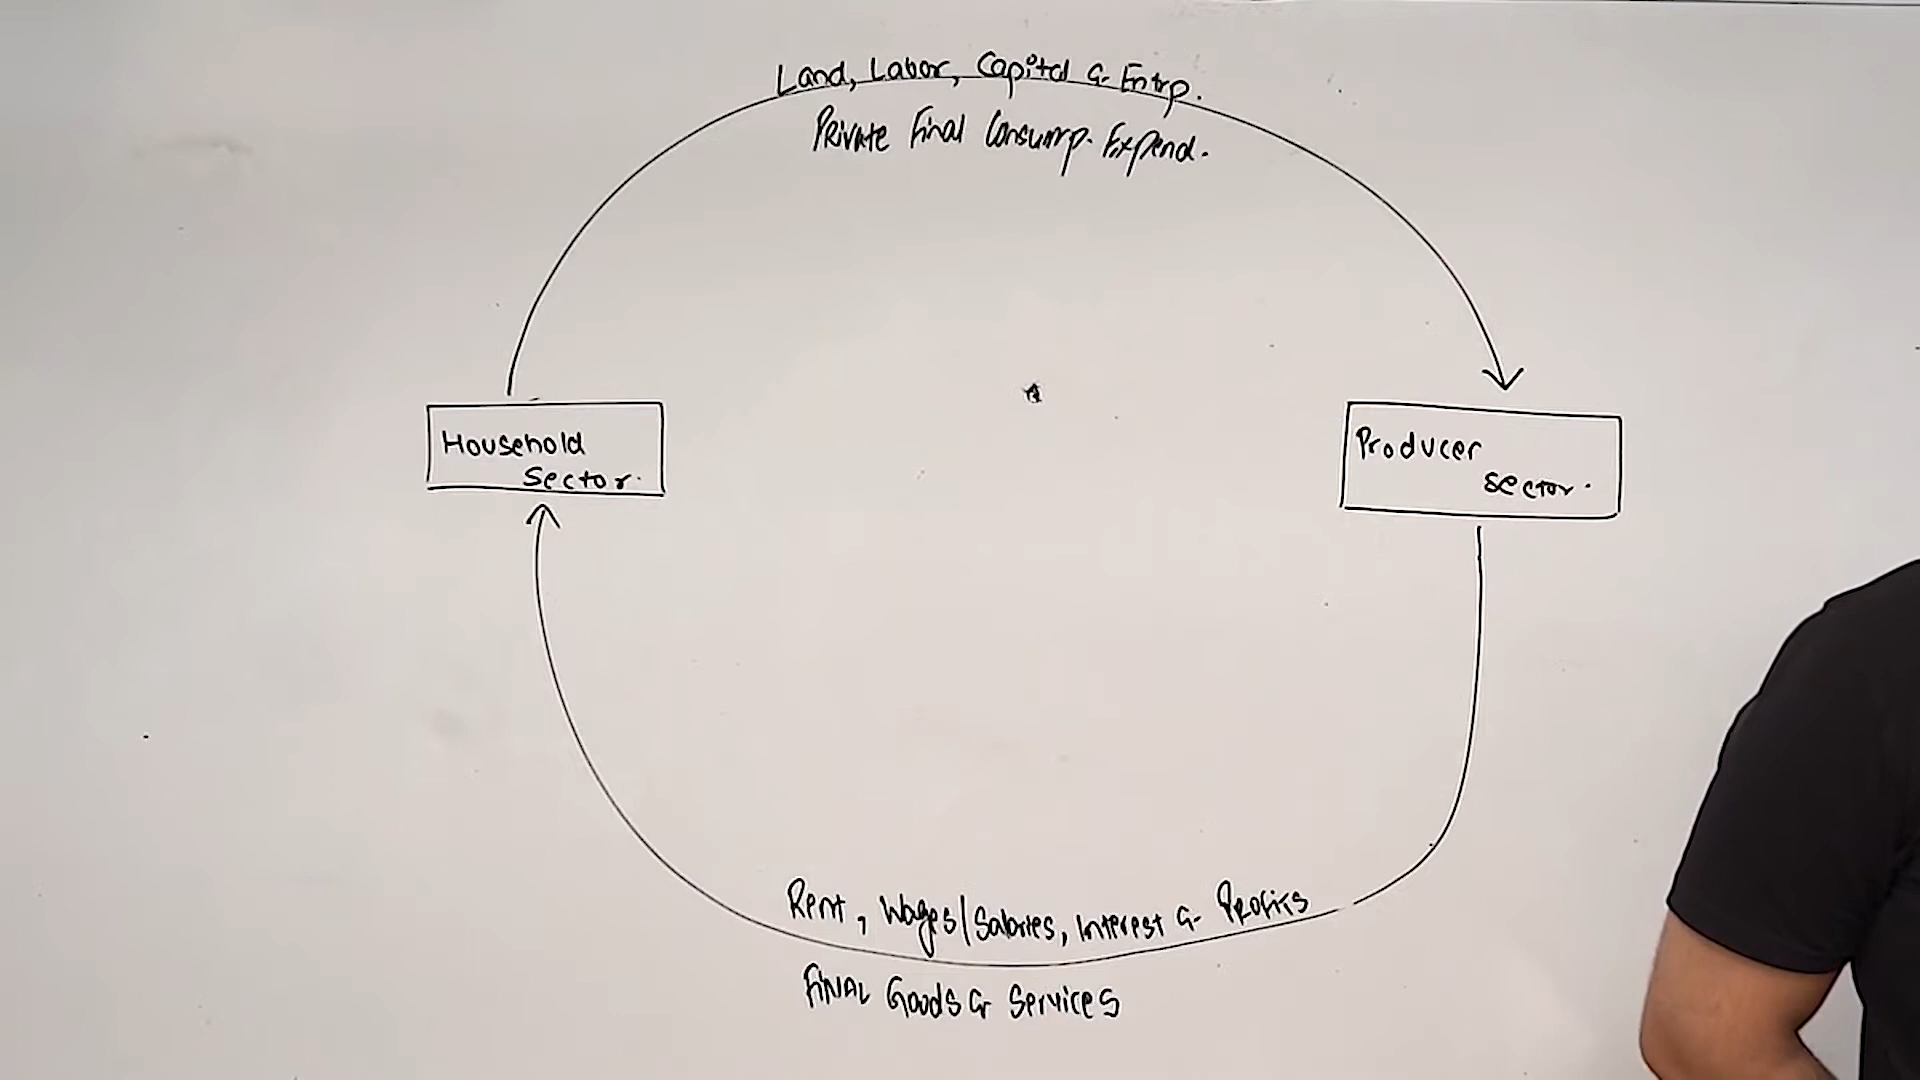 Land, Labor, Capital & Entrp.
Private Final Consump. Expend.
Household
Sector.
Producer
Sector.
Rent, Wages/Salaries, Interest & Profits
FINAL Goods & Services